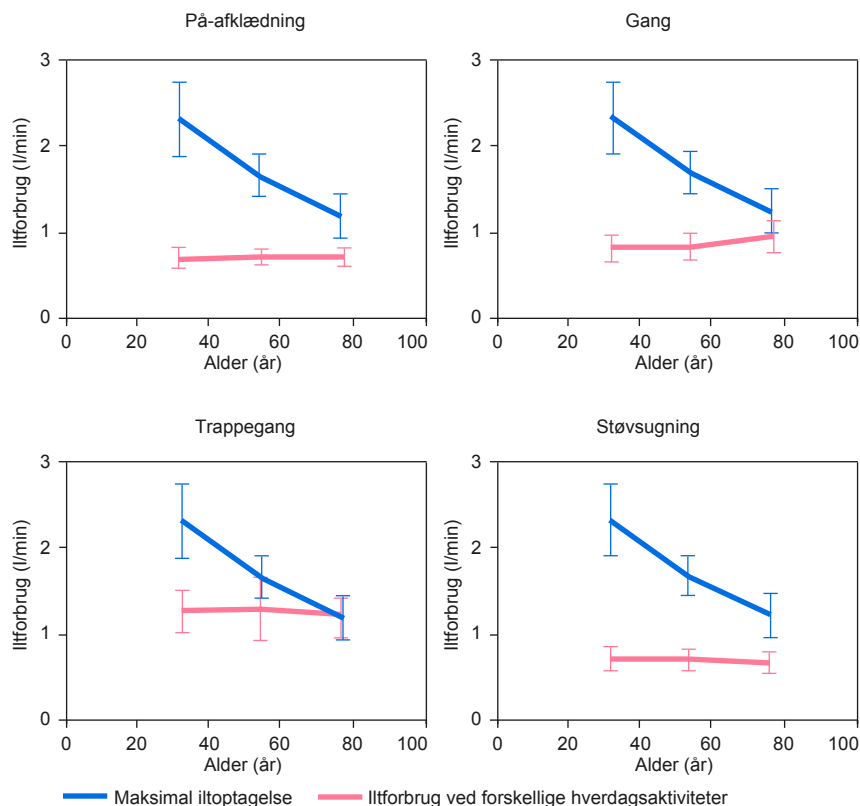 På-afklædning
3
2
1
0
Iltforbrug (l/min)
0 20 40 60 80 100
Alder (år)
Gang
3
2
1
0
Iltforbrug (l/min)
0 20 40 60 80 100
Alder (år)
Trappegang
3
2
1
0
Iltforbrug (l/min)
0 20 40 60 80 100
Alder (år)
Støvsugning
3
2
1
0
Iltforbrug (l/min)
0 20 40 60 80 100
Alder (år)
Maksimal iltoptagelse Iltforbrug ved forskellige hverdagsaktiviteter